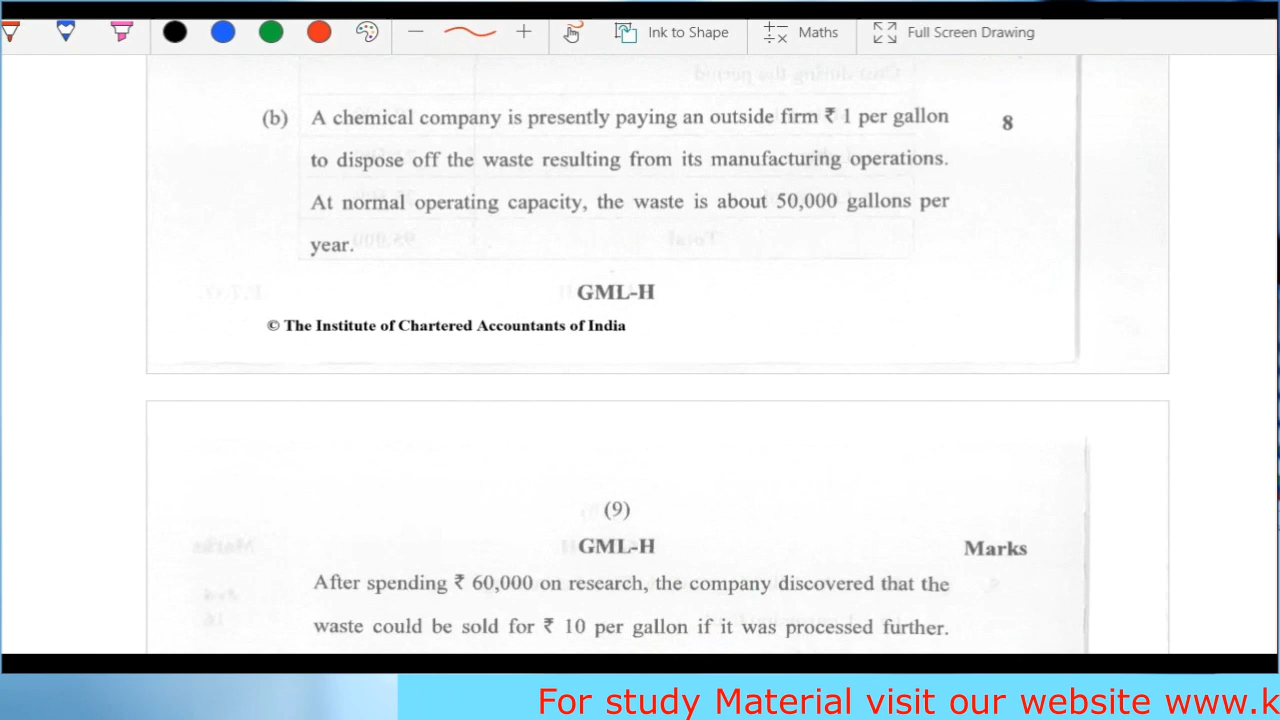 Ink to Shape
Maths
Full Screen Drawing
(b) A chemical company is presently paying an outside firm ₹ 1 per gallon 8
to dispose off the waste resulting from its manufacturing operations.
At normal operating capacity, the waste is about 50,000 gallons per
year.
GML-H
© The Institute of Chartered Accountants of India
(9)
GML-H Marks
After spending ₹ 60,000 on research, the company discovered that the
waste could be sold for ₹ 10 per gallon if it was processed further.
For study Material visit our website www.k